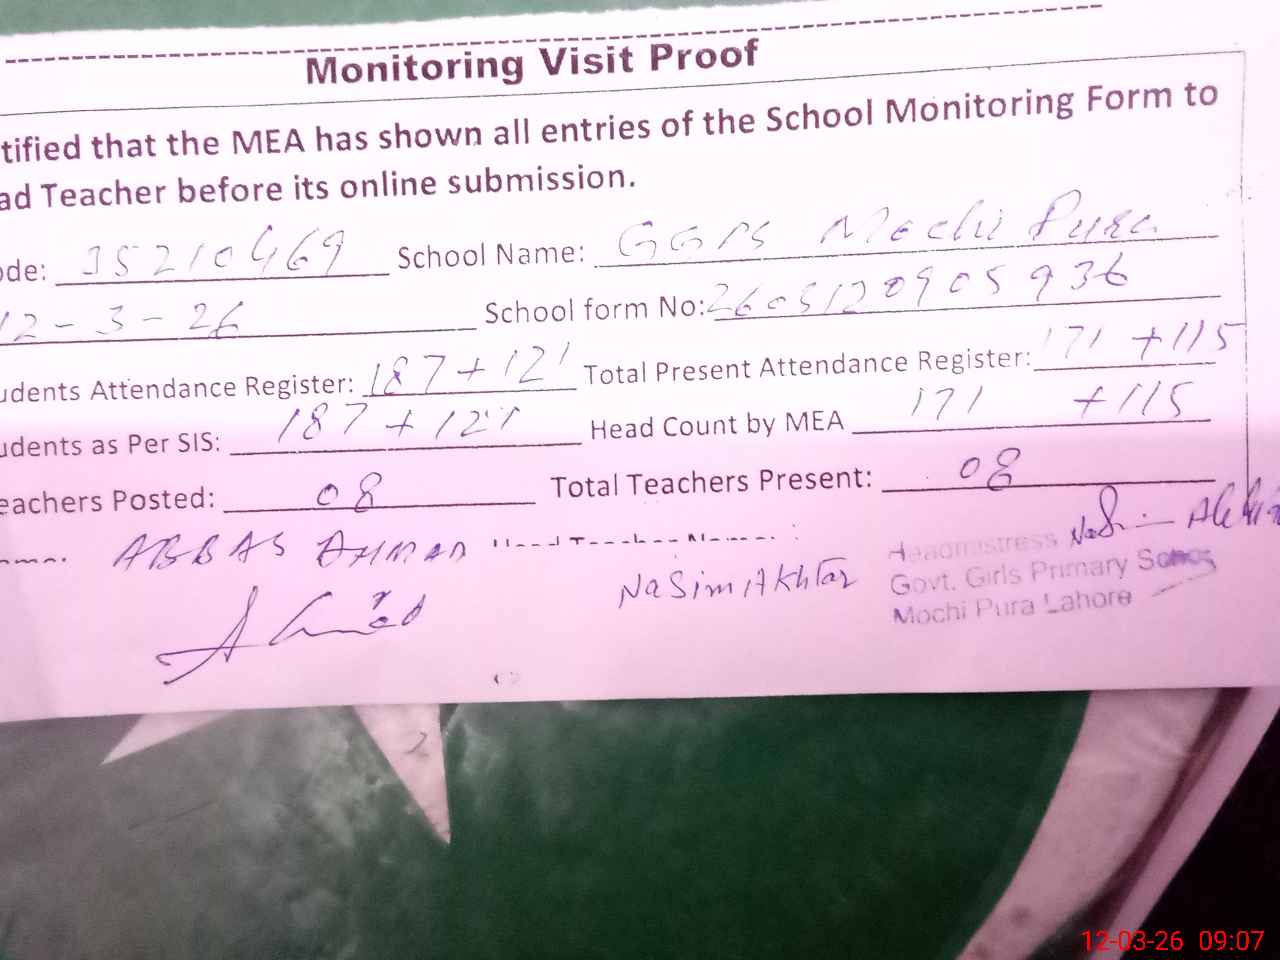 Monitoring Visit Proof
tified that the MEA has shown all entries of the School Monitoring Form to
ad Teacher before its online submission.
ode: 35210469 School Name: GGPS Mochi Pura
12-3-26 School form No: 2603120905936
udents Attendance Register: 187+121 Total Present Attendance Register: 171 +115
udents as Per SIS: 187+121 Head Count by MEA 171 +115
eachers Posted: 08 Total Teachers Present: 08
ABBAS AHMAD
Ahmad
Nasim Akhtar
Nasim Akhtar
Headmistress
Govt. Girls Primary School
Mochi Pura Lahore
12-03-26 09:07